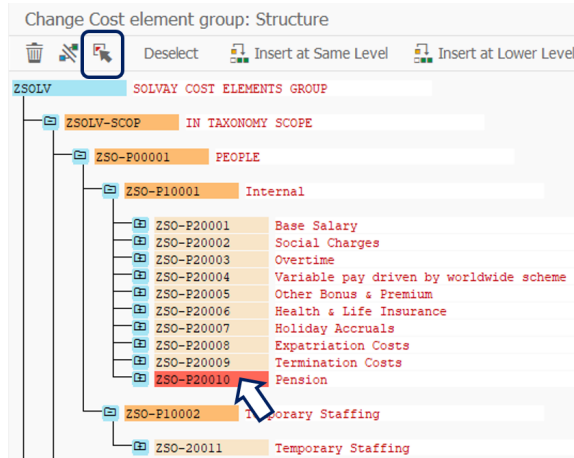 Change Cost element group: Structure
Deselect Insert at Same Level Insert at Lower Level
ZSOLV SOLVAY COST ELEMENTS GROUP
ZSOLV-SCOP IN TAXONOMY SCOPE
ZSO-P00001 PEOPLE
ZSO-P10001 Internal
ZSO-P20001 Base Salary
ZSO-P20002 Social Charges
ZSO-P20003 Overtime
ZSO-P20004 Variable pay driven by worldwide scheme
ZSO-P20005 Other Bonus & Premium
ZSO-P20006 Health & Life Insurance
ZSO-P20007 Holiday Accruals
ZSO-P20008 Expatriation Costs
ZSO-P20009 Termination Costs
ZSO-P20010 Pension
ZSO-P10002 Temporary Staffing
ZSO-20011 Temporary Staffing